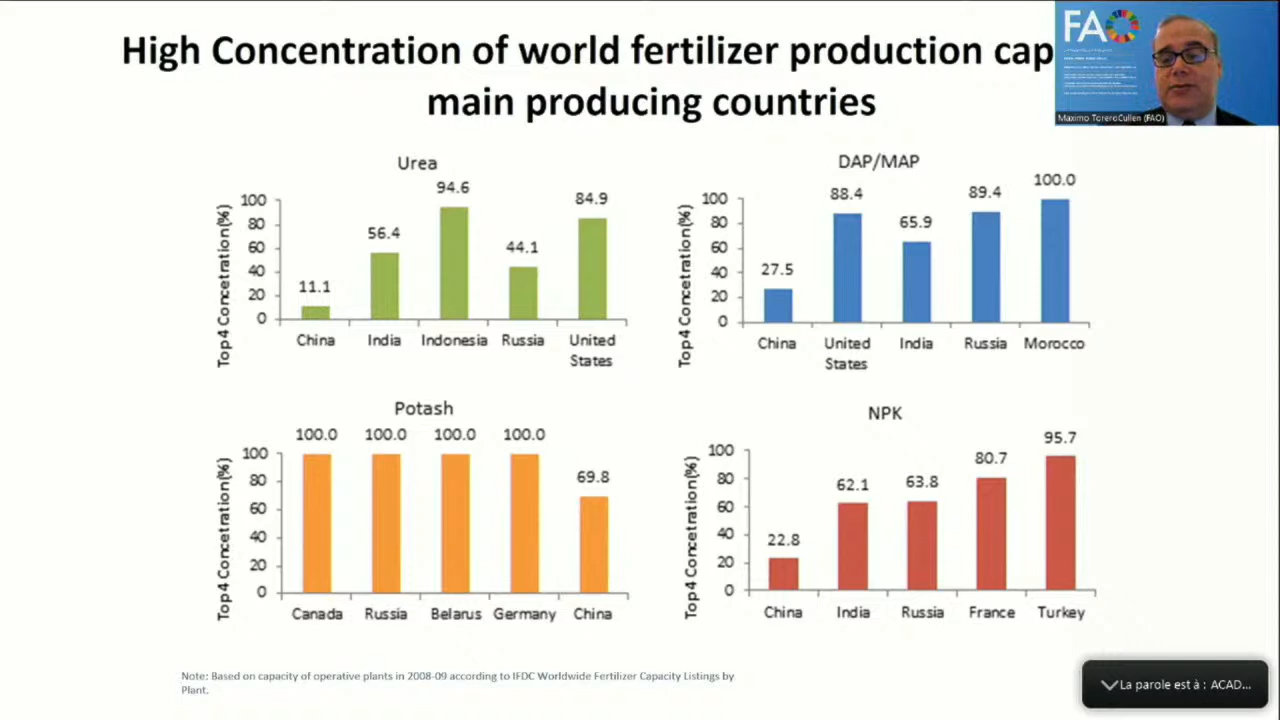 High Concentration of world fertilizer production cap
main producing countries
FAO
Maximo ToreroCullen (FAO)
Urea
Top4 Concetration(%)
100
80
60
40
20
0
11.1
56.4
94.6
44.1
84.9
China
India
Indonesia
Russia
United
States
DAP/MAP
Top4 Concetration(%)
100
80
60
40
20
0
27.5
88.4
65.9
89.4
100.0
China
United
States
India
Russia
Morocco
Potash
Top4 Concetration(%)
100
80
60
40
20
0
100.0
100.0
100.0
100.0
69.8
Canada
Russia
Belarus
Germany
China
NPK
Top4 Concetration(%)
100
80
60
40
20
0
22.8
62.1
63.8
80.7
95.7
China
India
Russia
France
Turkey
Note: Based on capacity of operative plants in 2008-09 according to IFDC Worldwide Fertilizer Capacity Listings by
Plant.
La parole est à : ACAD...